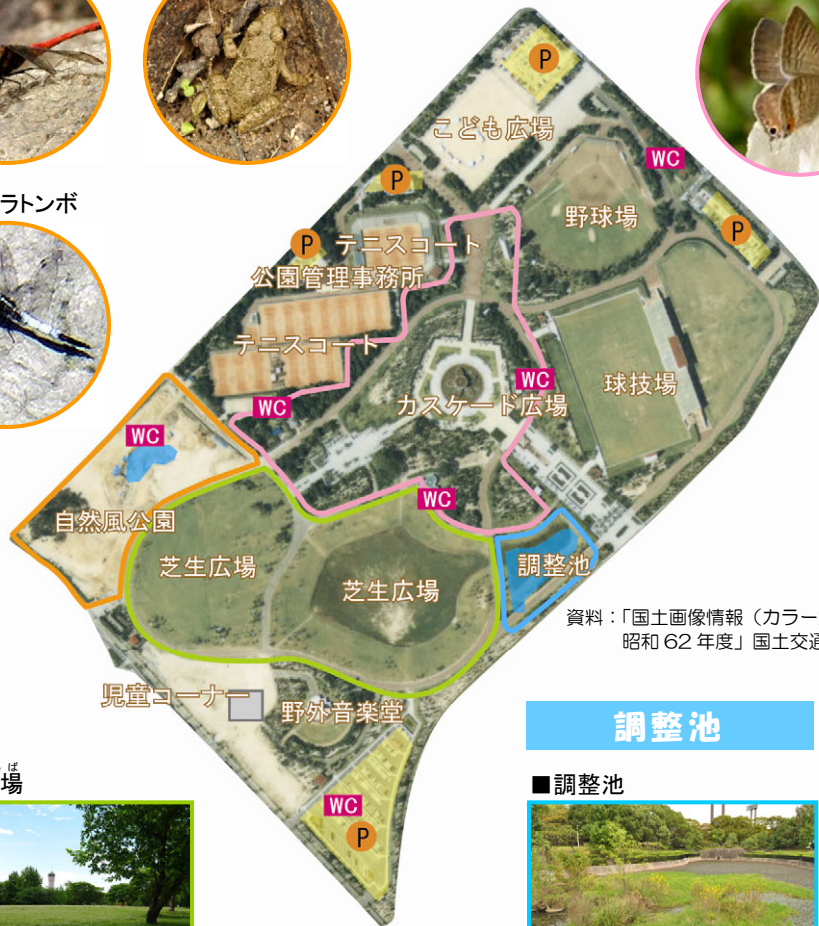 P
こども広場
WC
P
ラトンボ
野球場
P
P
テニスコート
公園管理事務所
テニスコート
WC
球技場
カスケード広場
WC
WC
WC
自然風公園
芝生広場
芝生広場
調整池
資料：「国土画像情報（カラー
昭和 62 年度」国土交通
児童コーナー
野外音楽堂
調整池
場
■調整池
WC
P